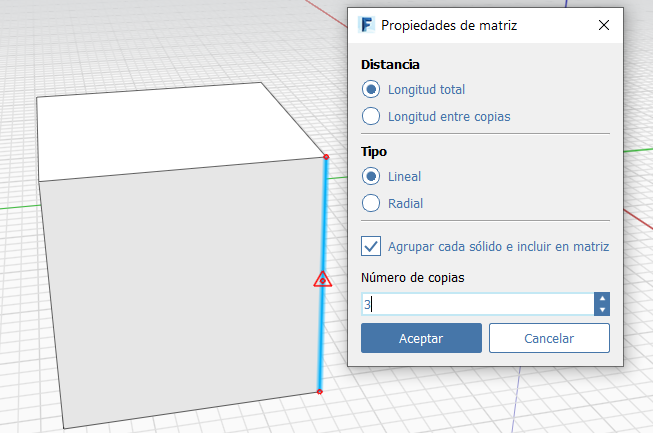 Propiedades de matriz
Distancia
Longitud total
Longitud entre copias
Tipo
Lineal
Radial
Agrupar cada sólido e incluir en matriz
Número de copias
3
Aceptar
Cancelar